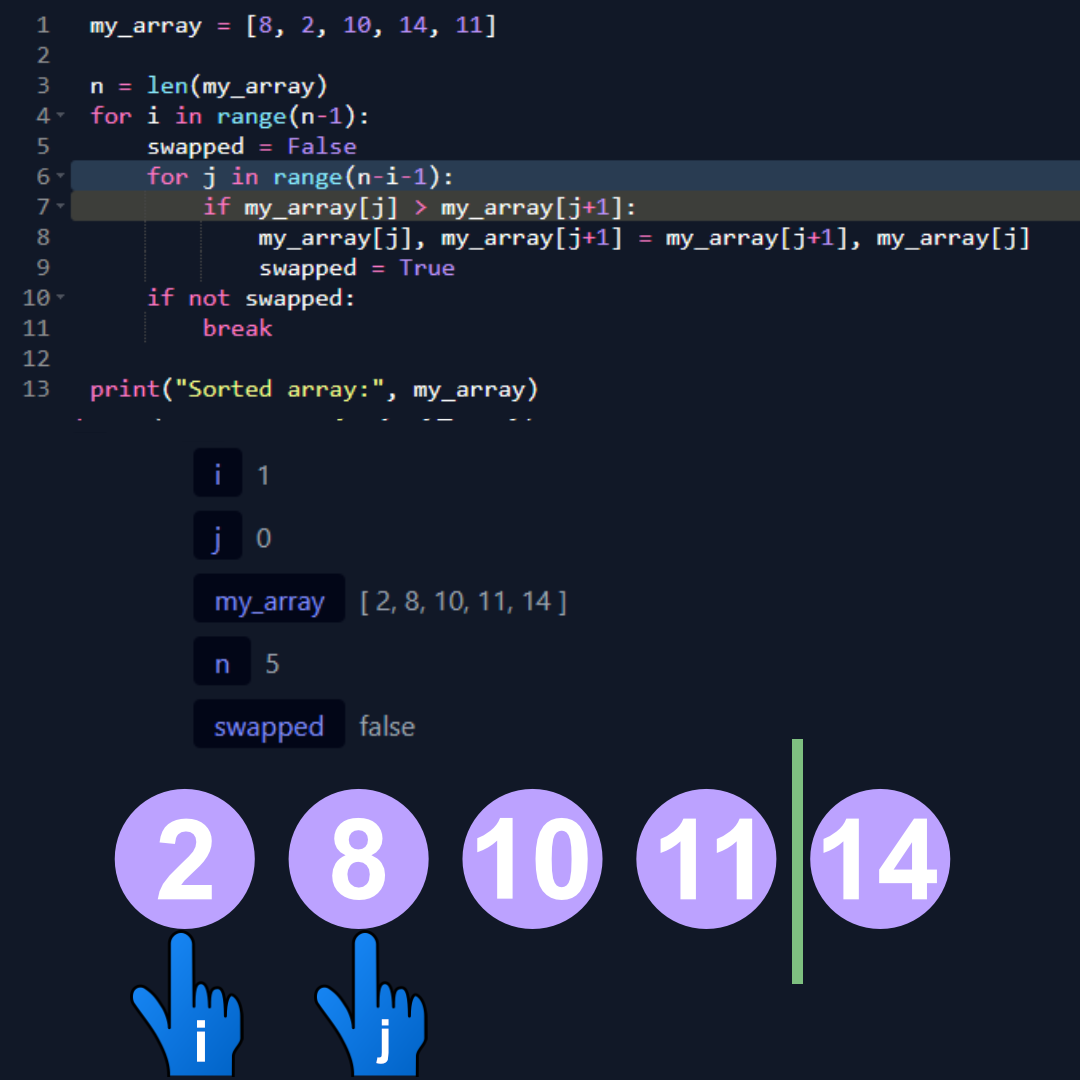 1 my_array = [8, 2, 10, 14, 11]
2
3 n = len(my_array)
4 for i in range(n-1):
5     swapped = False
6     for j in range(n-i-1):
7         if my_array[j] > my_array[j+1]:
8             my_array[j], my_array[j+1] = my_array[j+1], my_array[j]
9             swapped = True
10     if not swapped:
11         break
12
13 print("Sorted array:", my_array)
i 1
j 0
my_array [ 2, 8, 10, 11, 14 ]
n 5
swapped false
2 8 10 11 14
i j